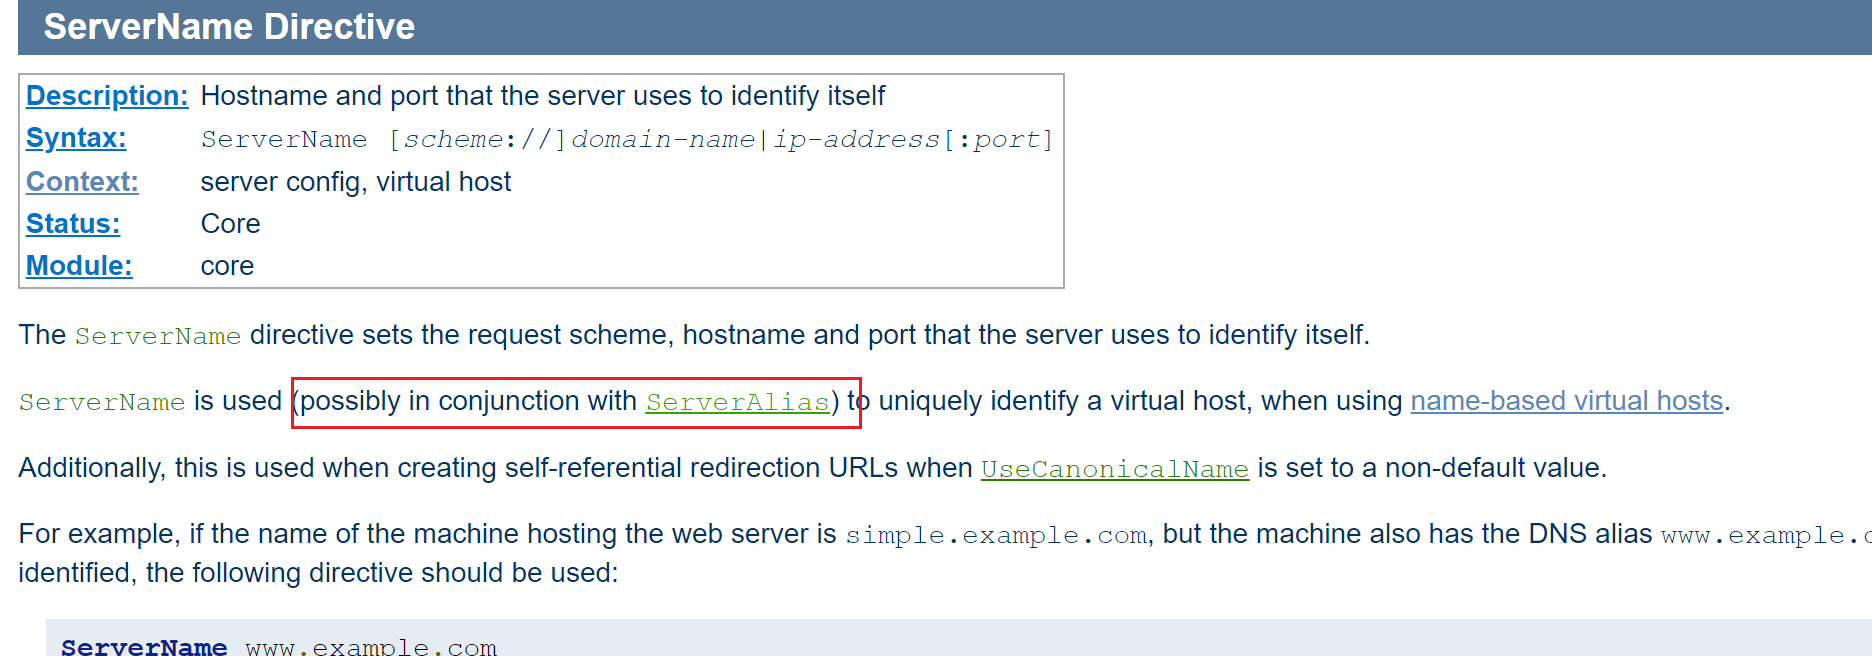 ServerName Directive
Description: Hostname and port that the server uses to identify itself
Syntax: ServerName [scheme://]domain-name|ip-address[:port]
Context: server config, virtual host
Status: Core
Module: core
The ServerName directive sets the request scheme, hostname and port that the server uses to identify itself.
ServerName is used (possibly in conjunction with ServerAlias) to uniquely identify a virtual host, when using name-based virtual hosts.
Additionally, this is used when creating self-referential redirection URLs when UseCanonicalName is set to a non-default value.
For example, if the name of the machine hosting the web server is simple.example.com, but the machine also has the DNS alias www.example.
identified, the following directive should be used:
ServerName www.example.com